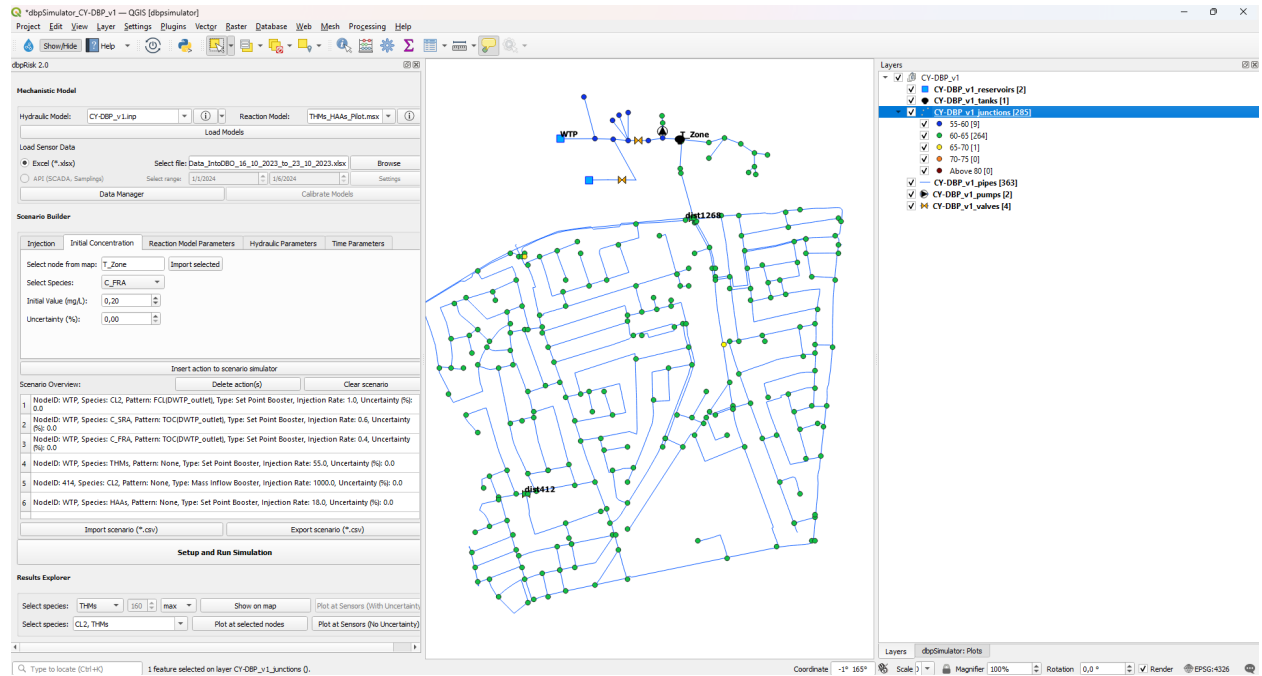 *dbpSimulator_CY-DBP_v1 — QGIS [dbpsimulator]
Project Edit View Layer Settings Plugins Vector Raster Database Web Mesh Processing Help
Show/Hide Help
dbpRisk 2.0
Mechanistic Model
Hydraulic Model: CY-DBP_v1.inp Reaction Model: THMs_HAAs_Pilot.msx
Load Models
Load Sensor Data
Excel (*.xlsx) Select file: Data_IntoDBO_16_10_2023_to_23_10_2023.xlsx Browse
API (SCADA, Samplings) Select range: 1/1/2024 1/6/2024 Settings
Data Manager Calibrate Models
Scenario Builder
Injection Initial Concentration Reaction Model Parameters Hydraulic Parameters Time Parameters
Select node from map: T_Zone Import selected
Select Species: C_FRA
Initial Value (mg/L): 0,20
Uncertainty (%): 0,00
Insert action to scenario simulator
Scenario Overview: Delete action(s) Clear scenario
1 NodeID: WTP, Species: CL2, Pattern: FCL(DWTP_outlet), Type: Set Point Booster, Injection Rate: 1.0, Uncertainty (%):
0.0
2 NodeID: WTP, Species: C_SRA, Pattern: TOC(DWTP_outlet), Type: Set Point Booster, Injection Rate: 0.6, Uncertainty
(%): 0.0
3 NodeID: WTP, Species: C_FRA, Pattern: TOC(DWTP_outlet), Type: Set Point Booster, Injection Rate: 0.4, Uncertainty
(%): 0.0
4 NodeID: WTP, Species: THMs, Pattern: None, Type: Set Point Booster, Injection Rate: 55.0, Uncertainty (%): 0.0
5 NodeID: 414, Species: CL2, Pattern: None, Type: Mass Inflow Booster, Injection Rate: 1000.0, Uncertainty (%): 0.0
6 NodeID: WTP, Species: HAAs, Pattern: None, Type: Set Point Booster, Injection Rate: 18.0, Uncertainty (%): 0.0
Import scenario (*.csv) Export scenario (*.csv)
Setup and Run Simulation
Results Explorer
Select species: THMs 160 max Show on map Plot at Sensors (With Uncertainty
Select species: CL2, THMs Plot at selected nodes Plot at Sensors (No Uncertainty)
WTP
T_Zone
dist1268
dist412
Layers
CY-DBP_v1
CY-DBP_v1_reservoirs [2]
CY-DBP_v1_tanks [1]
CY-DBP_v1_junctions [285]
55-60 [9]
60-65 [264]
65-70 [1]
70-75 [0]
Above 80 [0]
CY-DBP_v1_pipes [363]
CY-DBP_v1_pumps [2]
CY-DBP_v1_valves [4]
Layers dbpSimulator: Plots
Type to locate (Ctrl+K) 1 feature selected on layer CY-DBP_v1_junctions (). Coordinate -1° 165° Scale Magnifier 100% Rotation 0,0 ° Render EPSG:4326